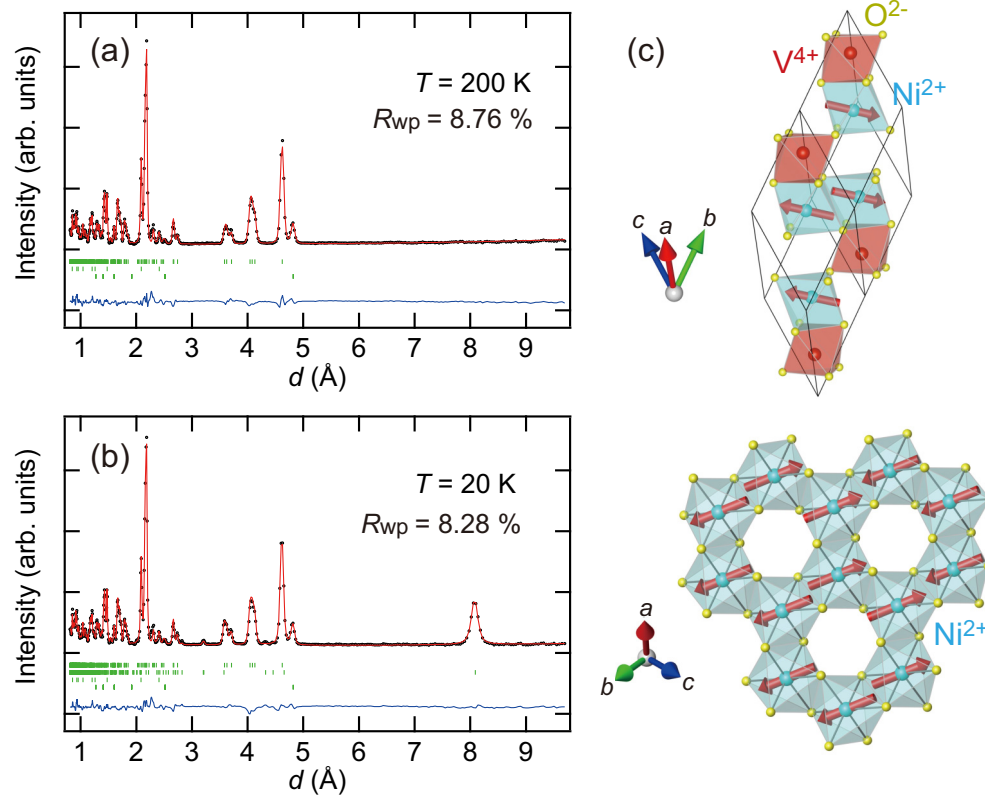 (a)
T = 200 K
Rwp = 8.76 %
Intensity (arb. units)
1 2 3 4 5 6 7 8 9
d (Å)
(b)
T = 20 K
Rwp = 8.28 %
Intensity (arb. units)
1 2 3 4 5 6 7 8 9
d (Å)
(c)
O2-
V4+
Ni2+
c a b
a
b c
Ni2+